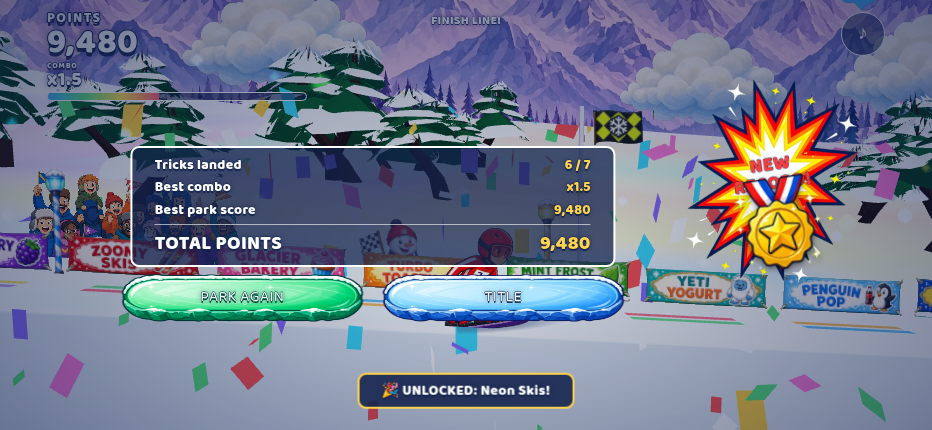 POINTS
9,480
COMBO
x1.5
FINISH LINE!
NEW
Tricks landed 6 / 7
Best combo x1.5
Best park score 9,480
TOTAL POINTS 9,480
ZOOM
SKIS
GLACIER
BAKERY
TURBO
MINT FROST
YETI
YOGURT
PENGUIN
POP
PARK AGAIN
TITLE
🎉 UNLOCKED: Neon Skis!